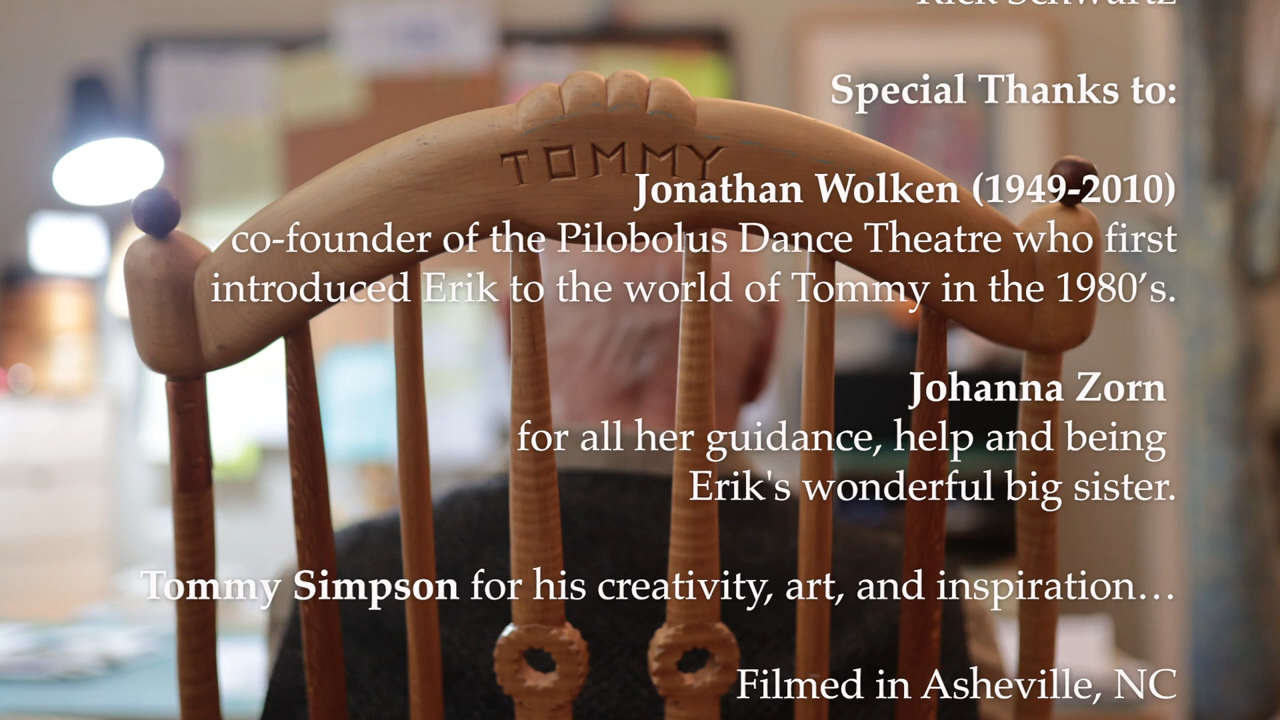 Rick Schwartz
Special Thanks to:
TOMMY
Jonathan Wolken (1949-2010)
co-founder of the Pilobolus Dance Theatre who first
introduced Erik to the world of Tommy in the 1980’s.
Johanna Zorn
for all her guidance, help and being
Erik's wonderful big sister.
Tommy Simpson for his creativity, art, and inspiration…
Filmed in Asheville, NC